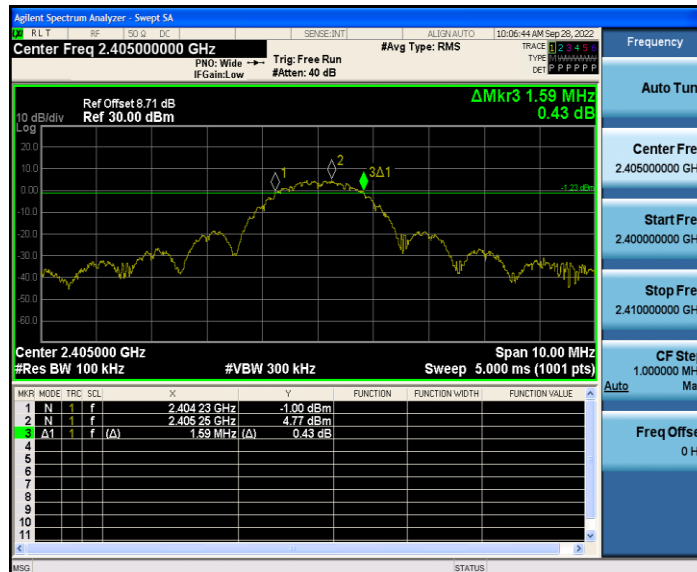 Agilent Spectrum Analyzer - Swept SA
RLT RF 50 Ω DC SENSE:INT ALIGN AUTO 10:06:44 AM Sep 28, 2022
Center Freq 2.405000000 GHz #Avg Type: RMS TRACE 1 2 3 4 5 6
PNO: Wide Trig: Free Run TYPE
IFGain:Low #Atten: 40 dB DET P P P P P P
Frequency
Ref Offset 8.71 dB ΔMkr3 1.59 MHz
10 dB/div Ref 30.00 dBm 0.43 dB
Log
20.0
10.0
0.00
-10.0
-20.0
-30.0
-40.0
-50.0
-60.0
1
2
3Δ1
-1.23 dBm
Center 2.405000 GHz Span 10.00 MHz
#Res BW 100 kHz #VBW 300 kHz Sweep 5.000 ms (1001 pts)
MKR MODE TRC SCL X Y FUNCTION FUNCTION WIDTH FUNCTION VALUE
1 N 1 f 2.404 23 GHz -1.00 dBm
2 N 1 f 2.405 25 GHz 4.77 dBm
3 Δ1 1 f (Δ) 1.59 MHz (Δ) 0.43 dB
4
5
6
7
8
9
10
11
MSG STATUS
Auto Tun
Center Fre
2.405000000 GH
Start Fre
2.400000000 GH
Stop Fre
2.410000000 GH
CF Ste
1.000000 MH
Auto Ma
Freq Offse
0 H